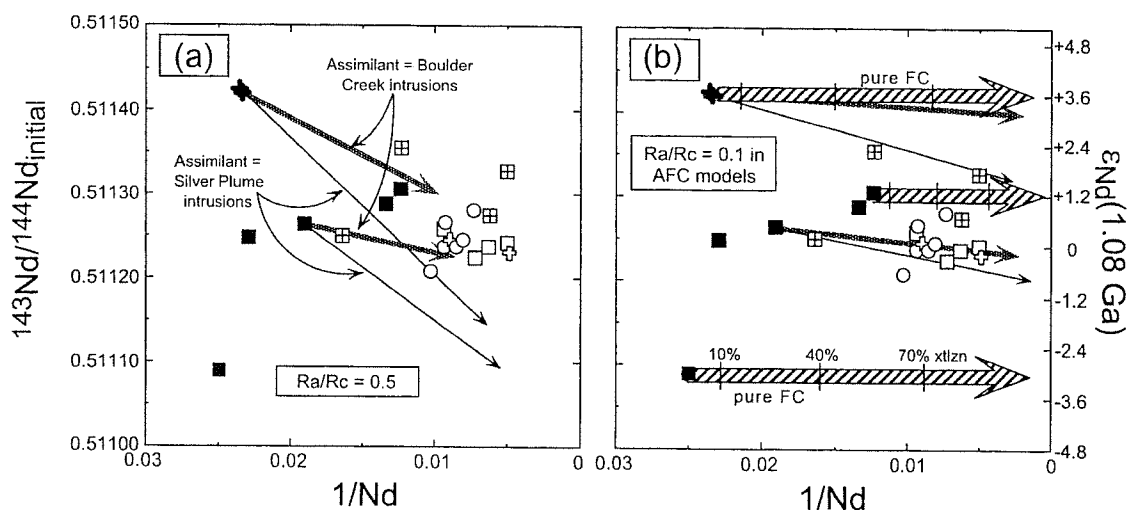 (a)
0.51150
0.51140
0.51130
0.51120
0.51110
0.51100
143Nd/144Ndinitial
Assimilant = Boulder
Creek intrusions
Assimilant =
Silver Plume
intrusions
Ra/Rc = 0.5
0.03
0.02
0.01
0
1/Nd
(b)
pure FC
Ra/Rc = 0.1 in
AFC models
10%
40%
70% xtlzn
pure FC
+4.8
+3.6
+2.4
+1.2
0
-1.2
-2.4
-3.6
-4.8
εNd(1.08 Ga)
0.03
0.02
0.01
0
1/Nd